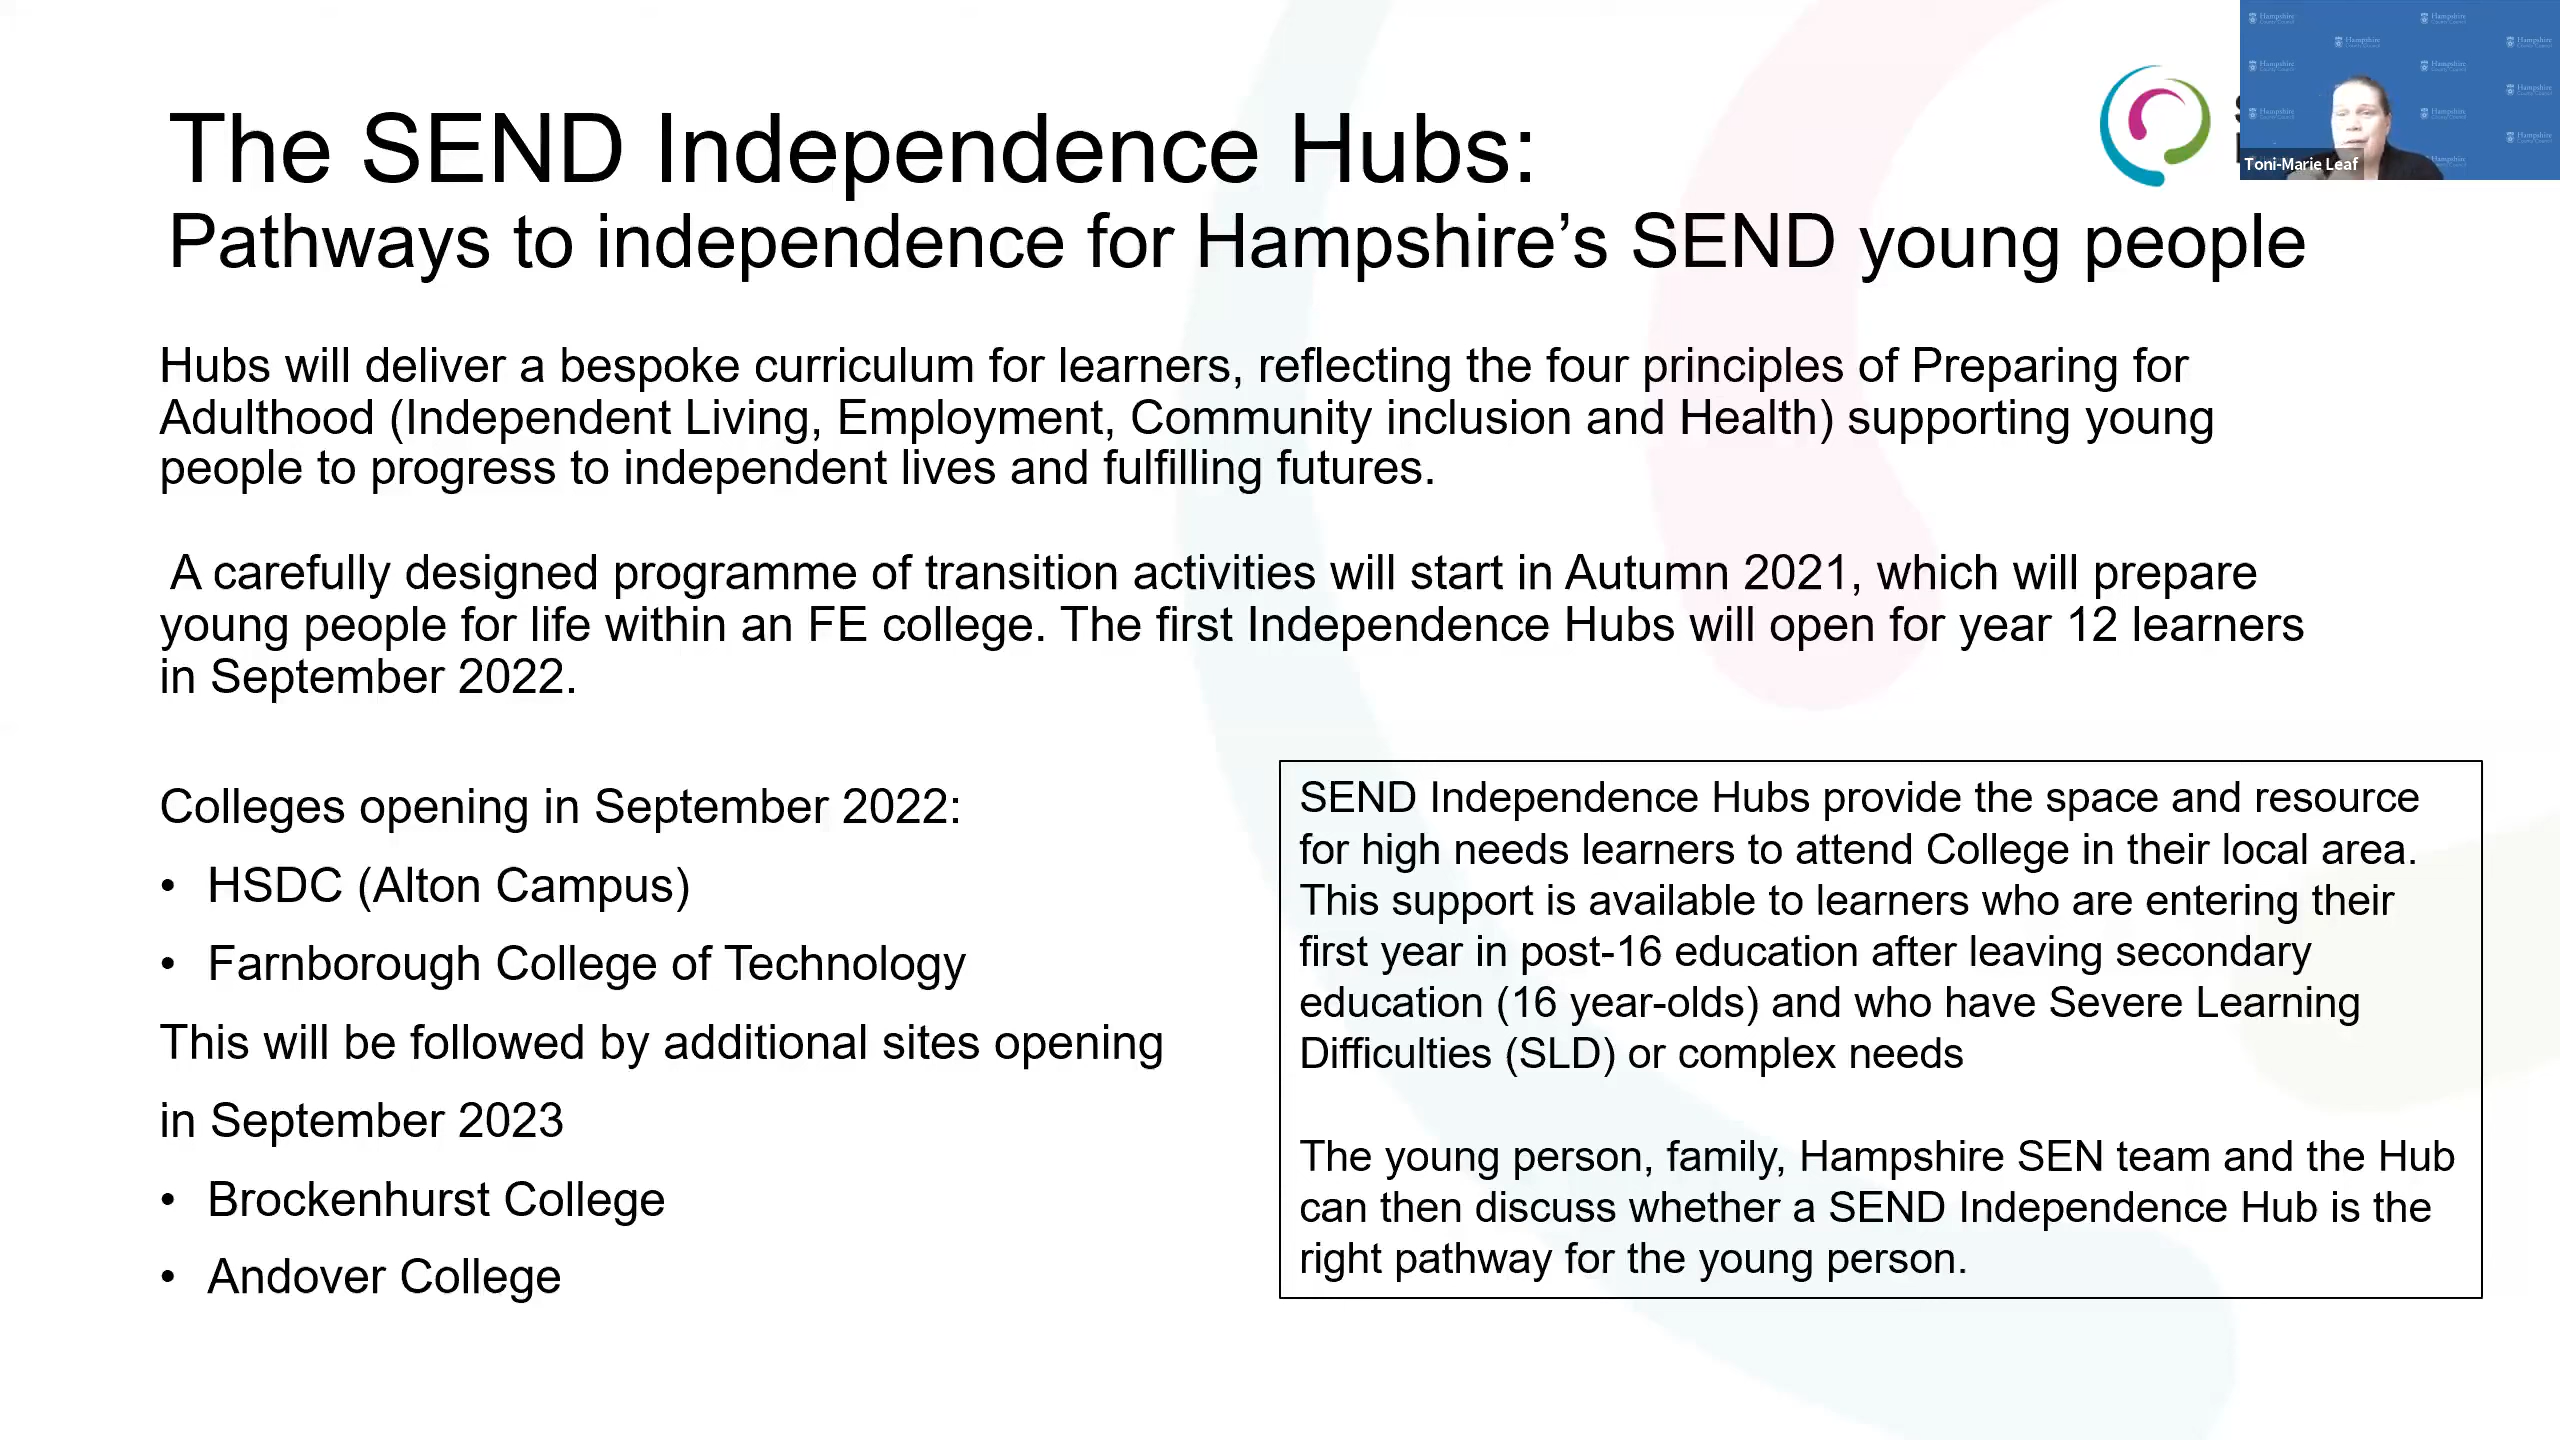 The SEND Independence Hubs:
Pathways to independence for Hampshire’s SEND young people
Hubs will deliver a bespoke curriculum for learners, reflecting the four principles of Preparing for
Adulthood (Independent Living, Employment, Community inclusion and Health) supporting young
people to progress to independent lives and fulfilling futures.
A carefully designed programme of transition activities will start in Autumn 2021, which will prepare
young people for life within an FE college. The first Independence Hubs will open for year 12 learners
in September 2022.
Colleges opening in September 2022:
• HSDC (Alton Campus)
• Farnborough College of Technology
This will be followed by additional sites opening
in September 2023
• Brockenhurst College
• Andover College
SEND Independence Hubs provide the space and resource
for high needs learners to attend College in their local area.
This support is available to learners who are entering their
first year in post-16 education after leaving secondary
education (16 year-olds) and who have Severe Learning
Difficulties (SLD) or complex needs
The young person, family, Hampshire SEN team and the Hub
can then discuss whether a SEND Independence Hub is the
right pathway for the young person.
Toni-Marie Leaf
Hampshire